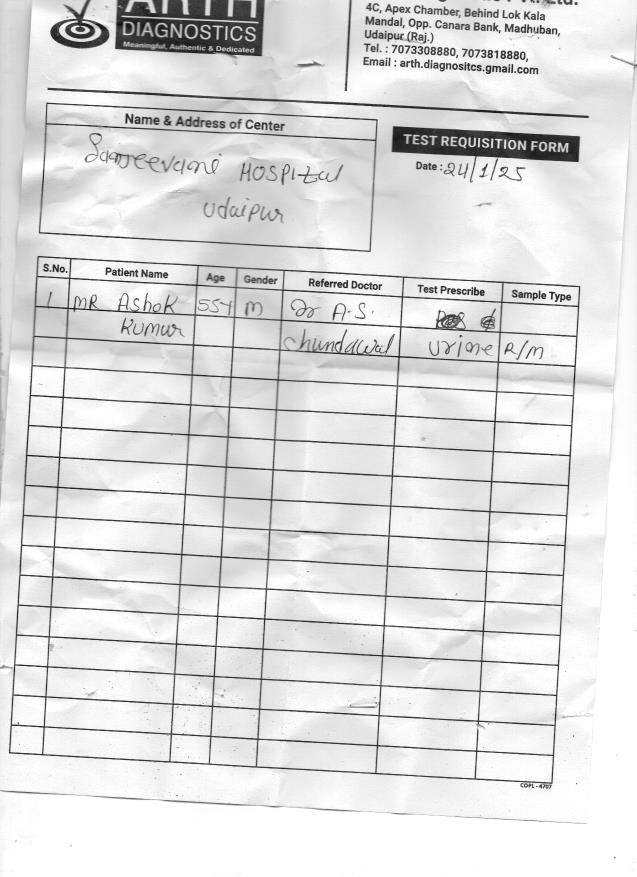 ARTH
DIAGNOSTICS
Meaningful, Authentic & Dedicated
Ltd.
4C, Apex Chamber, Behind Lok Kala
Mandal, Opp. Canara Bank, Madhuban,
Udaipur (Raj.)
Tel. : 7073308880, 7073818880,
Email : arth.diagnositcs.gmail.com
Name & Address of Center
TEST REQUISITION FORM
Sanjeevani HOSPItal
Udaipur
Date : 24/1/25
S.No. Patient Name Age Gender Referred Doctor Test Prescribe Sample Type
1 MR Ashok 55y M Dr A.S.
Kumar Chundawat Urine R/M
COPL - 4707